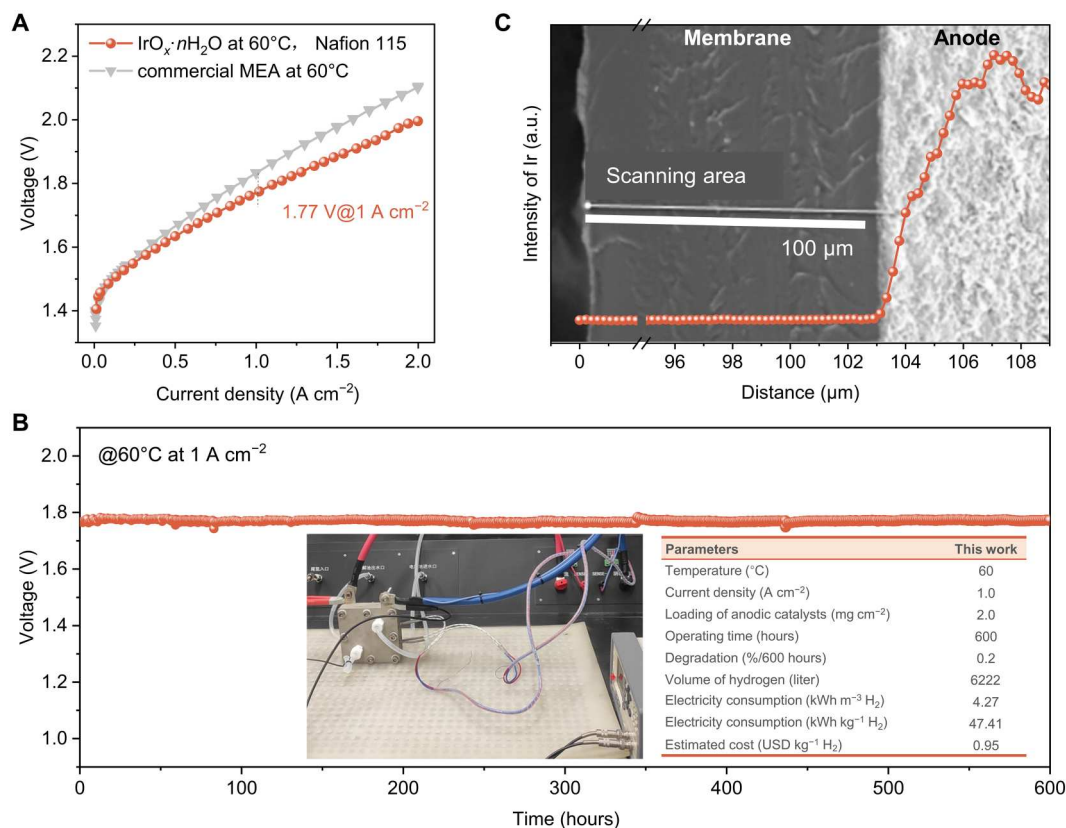 A
2.2
2.0
1.8
1.6
1.4
Voltage (V)
IrOₓ·nH₂O at 60°C, Nafion 115
commercial MEA at 60°C
1.77 V@1 A cm⁻²
0.0 0.5 1.0 1.5 2.0
Current density (A cm⁻²)
C
Membrane Anode
Intensity of Ir (a.u.)
Scanning area
100 µm
0 96 98 100 102 104 106 108
Distance (µm)
B
@60°C at 1 A cm⁻²
2.0
1.8
1.6
1.4
1.2
1.0
Voltage (V)
Parameters This work
Temperature (°C) 60
Current density (A cm⁻²) 1.0
Loading of anodic catalysts (mg cm⁻²) 2.0
Operating time (hours) 600
Degradation (%/600 hours) 0.2
Volume of hydrogen (liter) 6222
Electricity consumption (kWh m⁻³ H₂) 4.27
Electricity consumption (kWh kg⁻¹ H₂) 47.41
Estimated cost (USD kg⁻¹ H₂) 0.95
0 100 200 300 400 500 600
Time (hours)